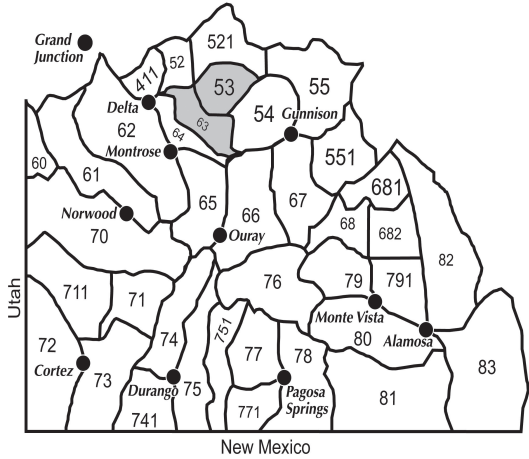 Grand
Junction
521
52
411
53
55
Delta
54
Gunnison
63
62
64
Montrose
551
60
61
681
65
67
Norwood
66
68
70
Ouray
682
82
76
79
791
711
71
Monte Vista
Utah
751
80
Alamosa
72
74
77
78
Cortez
73
Durango
75
Pagosa
Springs
83
81
771
741
New Mexico